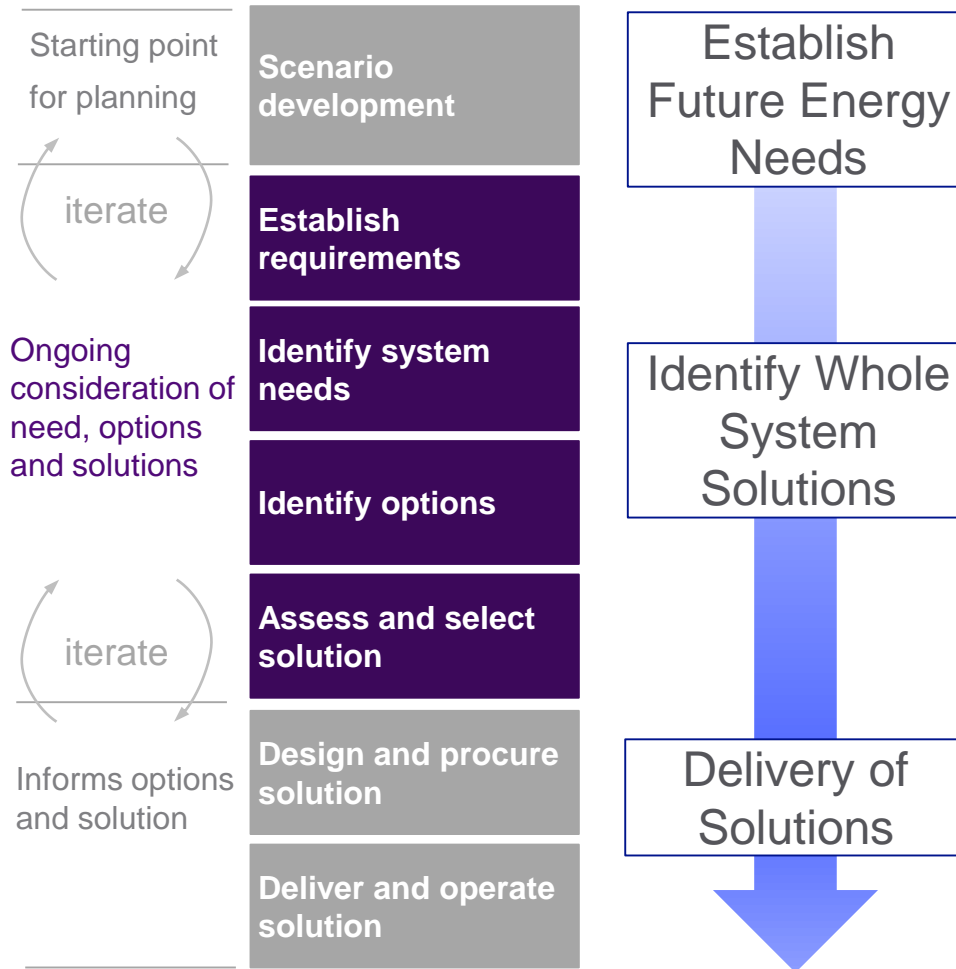 Starting point
for planning
iterate
Ongoing
consideration of
need, options
and solutions
iterate
Informs options
and solution
Scenario
development
Establish
requirements
Identify system
needs
Identify options
Assess and select
solution
Design and procure
solution
Deliver and operate
solution
Establish
Future Energy
Needs
Identify Whole
System
Solutions
Delivery of
Solutions